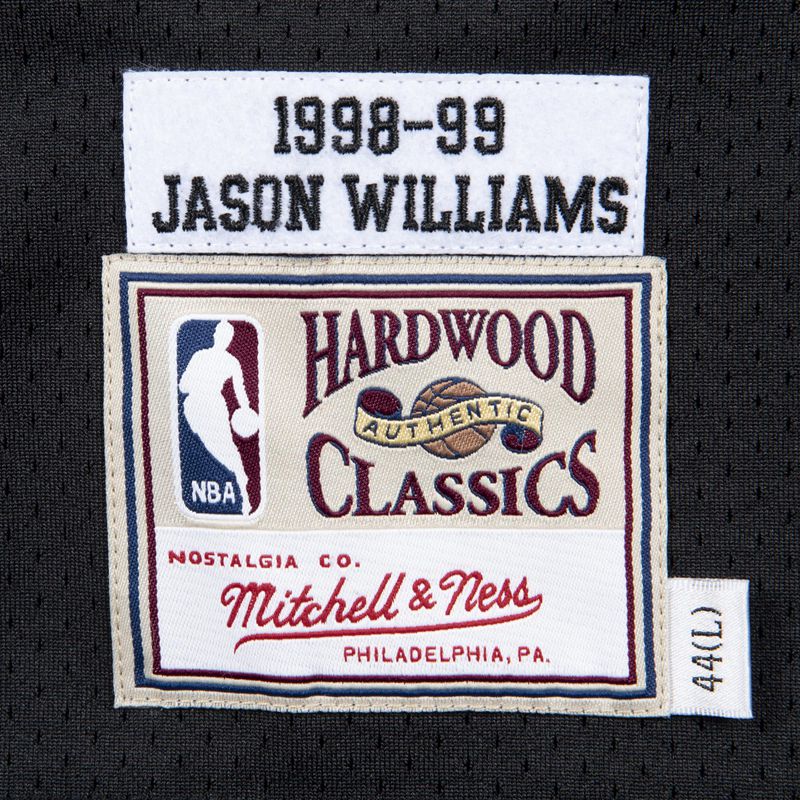 1998-99
JASON WILLIAMS
HARDWOOD
AUTHENTIC
CLASSICS
NBA
NOSTALGIA CO.
Mitchell & Ness
PHILADELPHIA, PA.
44(L)